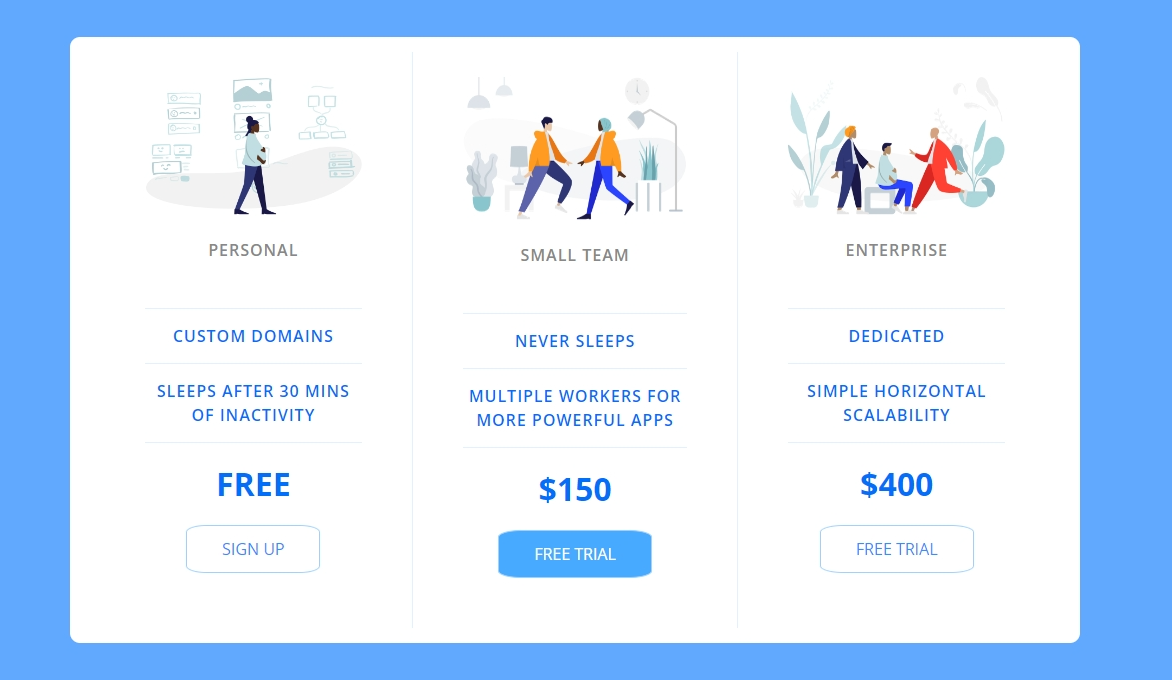 PERSONAL
CUSTOM DOMAINS
SLEEPS AFTER 30 MINS
OF INACTIVITY
FREE
SIGN UP
SMALL TEAM
NEVER SLEEPS
MULTIPLE WORKERS FOR
MORE POWERFUL APPS
$150
FREE TRIAL
ENTERPRISE
DEDICATED
SIMPLE HORIZONTAL
SCALABILITY
$400
FREE TRIAL